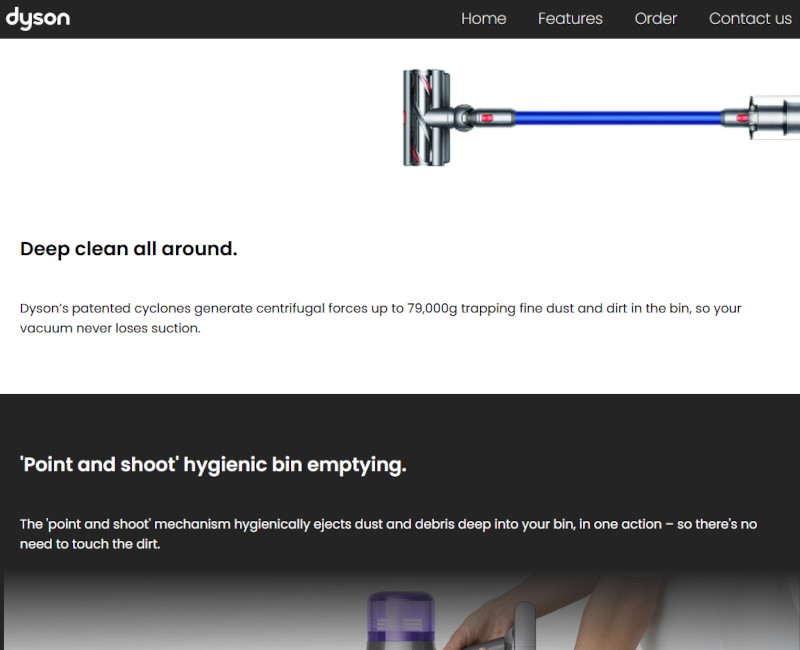 dyson
Home Features Order Contact us
Deep clean all around.
Dyson’s patented cyclones generate centrifugal forces up to 79,000g trapping fine dust and dirt in the bin, so your
vacuum never loses suction.
'Point and shoot' hygienic bin emptying.
The 'point and shoot' mechanism hygienically ejects dust and debris deep into your bin, in one action – so there's no
need to touch the dirt.